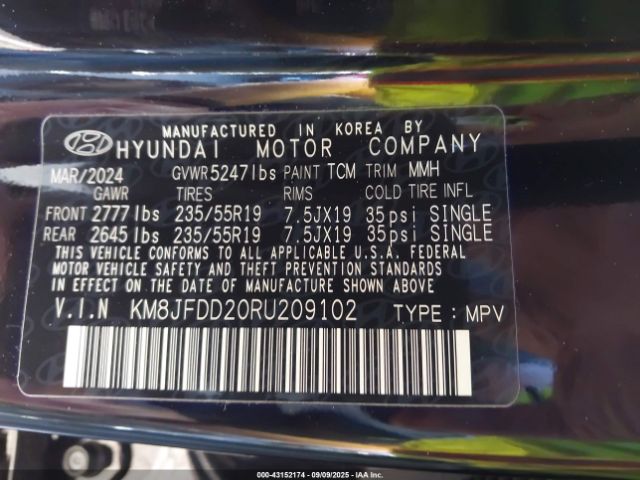 MANUFACTURED IN KOREA BY
HYUNDAI MOTOR COMPANY
MAR/2024 GVWR 5247lbs PAINT TCM TRIM MMH
GAWR TIRES RIMS COLD TIRE INFL
FRONT 2777lbs 235/55R19 7.5JX19 35psi SINGLE
REAR 2645lbs 235/55R19 7.5JX19 35psi SINGLE
THIS VEHICLE CONFORMS TO ALL APPLICABLE U.S.A. FEDERAL
MOTOR VEHICLE SAFETY AND THEFT PREVENTION STANDARDS
IN EFFECT ON THE DATE OF MANUFACTURE SHOWN ABOVE.
V.I.N KM8JFDD20RU209102 TYPE : MPV
000-43152174 | 09/09/2025 | IAA Inc.